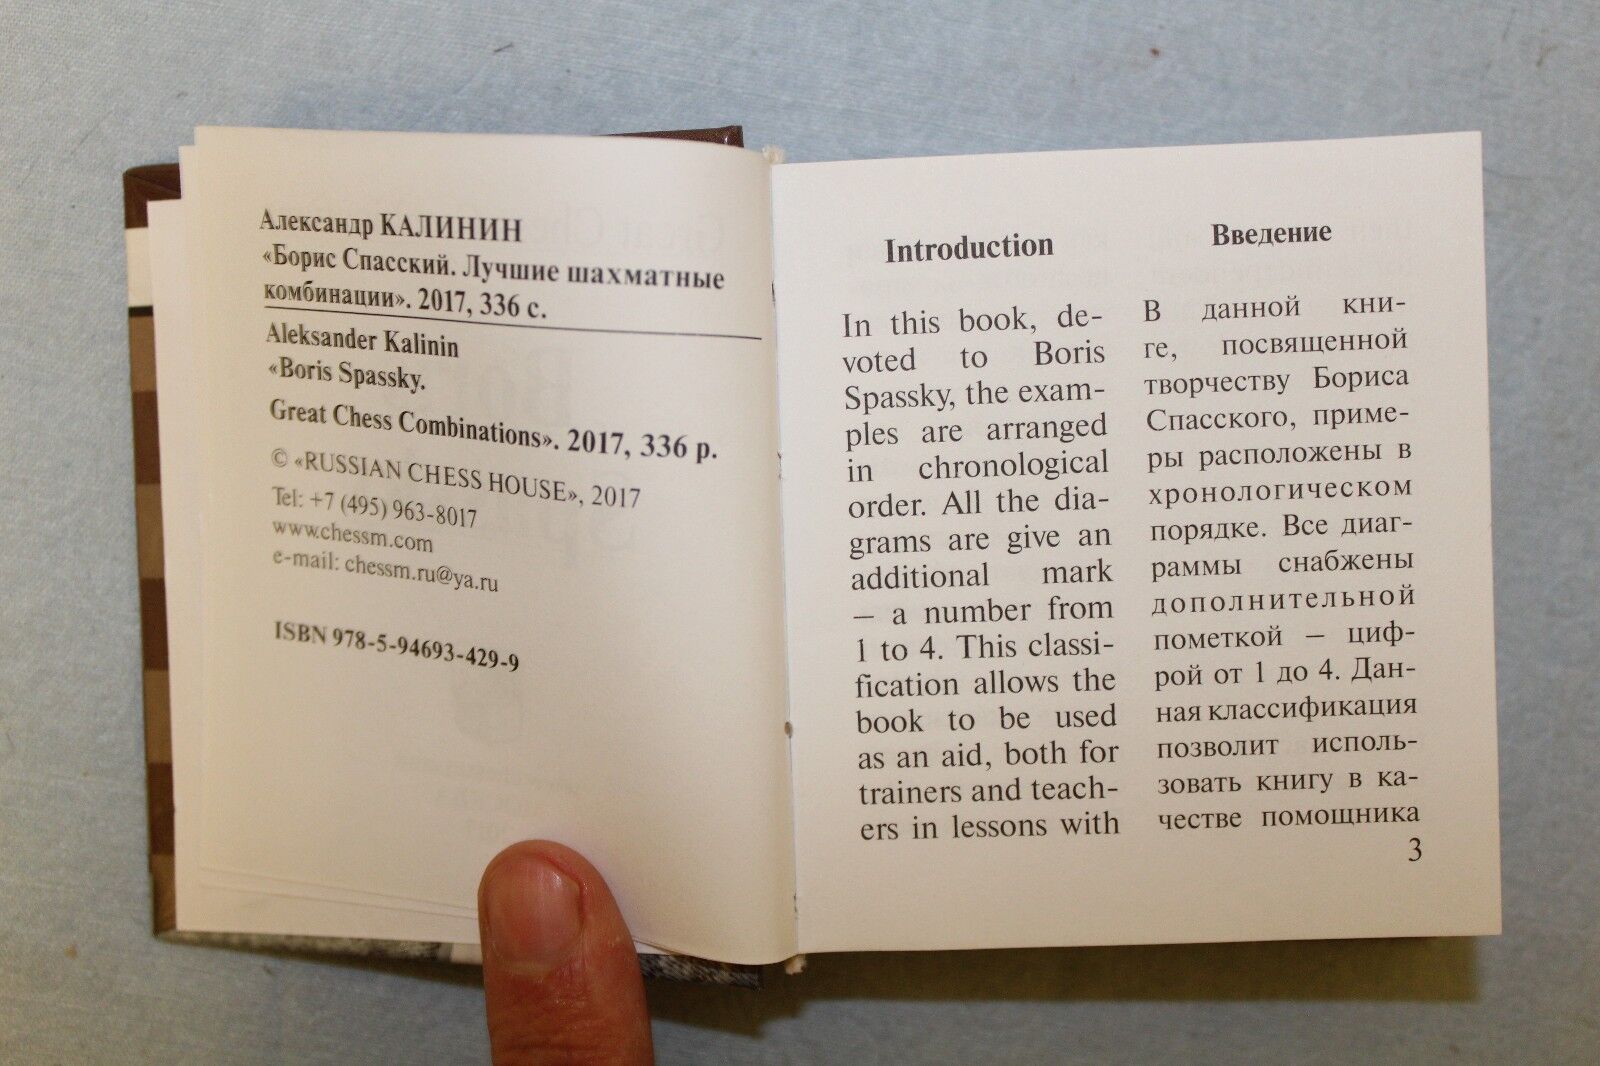 Александр КАЛИНИН
«Борис Спасский. Лучшие шахматные
комбинации». 2017, 336 с.
Aleksander Kalinin
«Boris Spassky.
Great Chess Combinations». 2017, 336 p.
© «RUSSIAN CHESS HOUSE», 2017
Tel: +7 (495) 963-8017
www.chessm.com
e-mail: chessm.ru@ya.ru
ISBN 978-5-94693-429-9
Introduction
In this book, de-
voted to Boris
Spassky, the exam-
ples are arranged
in chronological
order. All the dia-
grams are give an
additional mark
– a number from
1 to 4. This classi-
fication allows the
book to be used
as an aid, both for
trainers and teach-
ers in lessons with
Введение
В данной кни-
ге, посвященной
творчеству Бориса
Спасского, приме-
ры расположены в
хронологическом
порядке. Все диаг-
раммы снабжены
дополнительной
пометкой – циф-
рой от 1 до 4. Дан-
ная классификация
позволит исполь-
зовать книгу в ка-
честве помощника
3